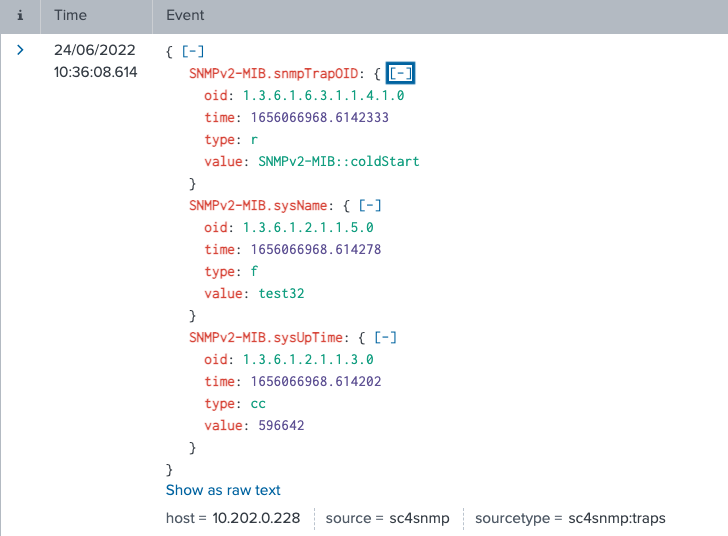 i Time Event
> 24/06/2022 { [-]
10:36:08.614 SNMPv2-MIB.snmpTrapOID: { [-]
oid: 1.3.6.1.6.3.1.1.4.1.0
time: 1656066968.6142333
type: r
value: SNMPv2-MIB::coldStart
}
SNMPv2-MIB.sysName: { [-]
oid: 1.3.6.1.2.1.1.5.0
time: 1656066968.614278
type: f
value: test32
}
SNMPv2-MIB.sysUpTime: { [-]
oid: 1.3.6.1.2.1.1.3.0
time: 1656066968.614202
type: cc
value: 596642
}
}
Show as raw text
host = 10.202.0.228 source = sc4snmp sourcetype = sc4snmp:traps